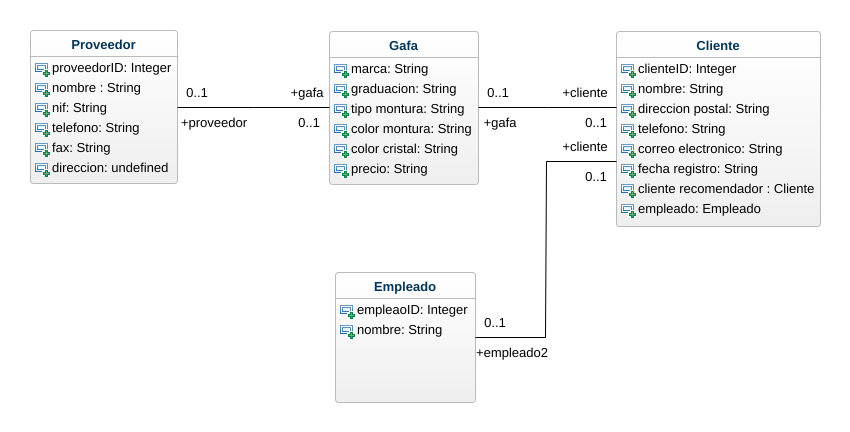 Proveedor
proveedorID: Integer
nombre : String
nif: String
telefono: String
fax: String
direccion: undefined
0..1
+proveedor
+gafa
0..1
Gafa
marca: String
graduacion: String
tipo montura: String
color montura: String
color cristal: String
precio: String
0..1
+gafa
+cliente
0..1
Cliente
clienteID: Integer
nombre: String
direccion postal: String
telefono: String
correo electronico: String
fecha registro: String
cliente recomendador : Cliente
empleado: Empleado
+cliente
0..1
Empleado
empleaoID: Integer
nombre: String
0..1
+empleado2